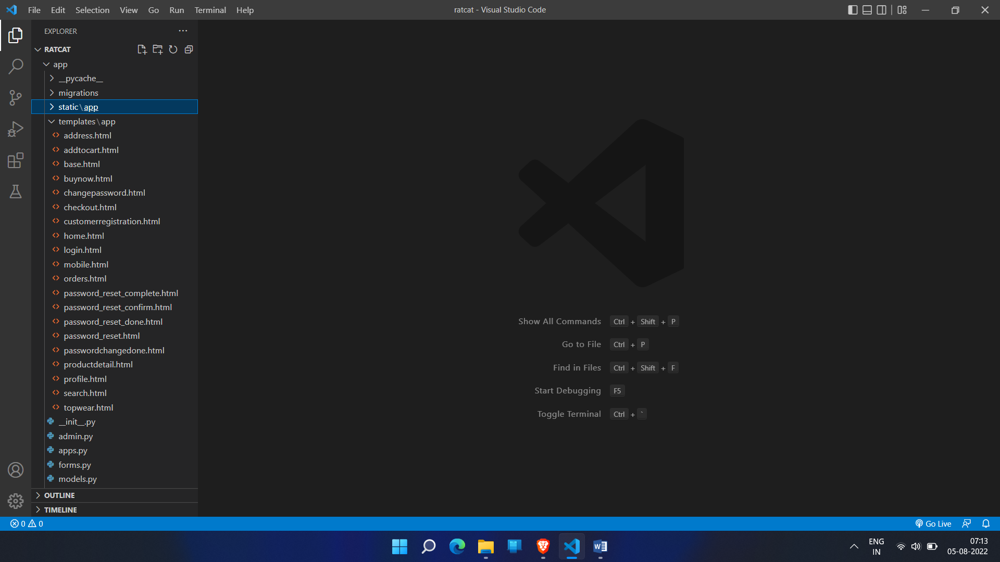 File Edit Selection View Go Run Terminal Help
ratcat - Visual Studio Code
EXPLORER
RATCAT
app
__pycache__
migrations
static\app
templates\app
address.html
addtocart.html
base.html
buynow.html
changepassword.html
checkout.html
customerregistration.html
home.html
login.html
mobile.html
orders.html
password_reset_complete.html
password_reset_confirm.html
password_reset_done.html
password_reset.html
passwordchangedone.html
productdetail.html
profile.html
search.html
topwear.html
__init__.py
admin.py
apps.py
forms.py
models.py
OUTLINE
TIMELINE
Show All Commands Ctrl + Shift + P
Go to File Ctrl + P
Find in Files Ctrl + Shift + F
Start Debugging F5
Toggle Terminal Ctrl + `
0 0
Go Live
W
ENG
IN
07:13
05-08-2022